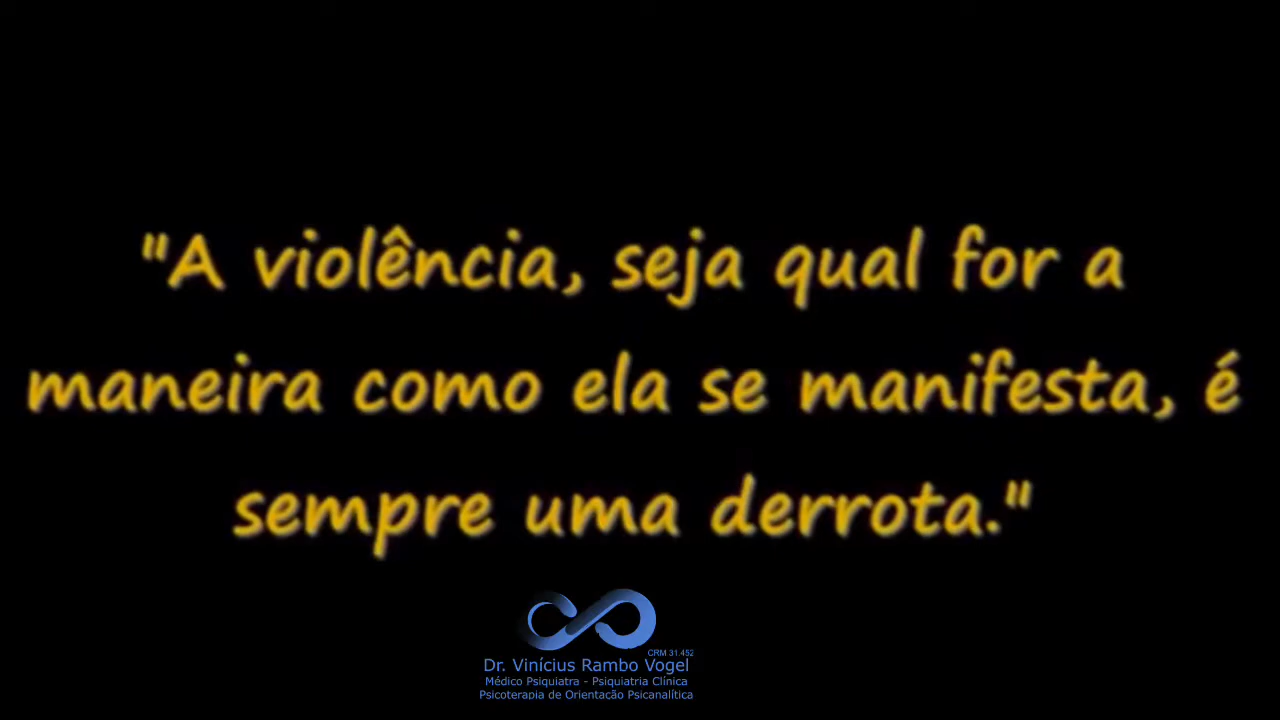 "A violência, seja qual for a
maneira como ela se manifesta, é
sempre uma derrota."
CRM 31.452
Dr. Vinícius Rambo Vogel
Médico Psiquiatra - Psiquiatria Clínica
Psicoterapia de Orientação Psicanalítica